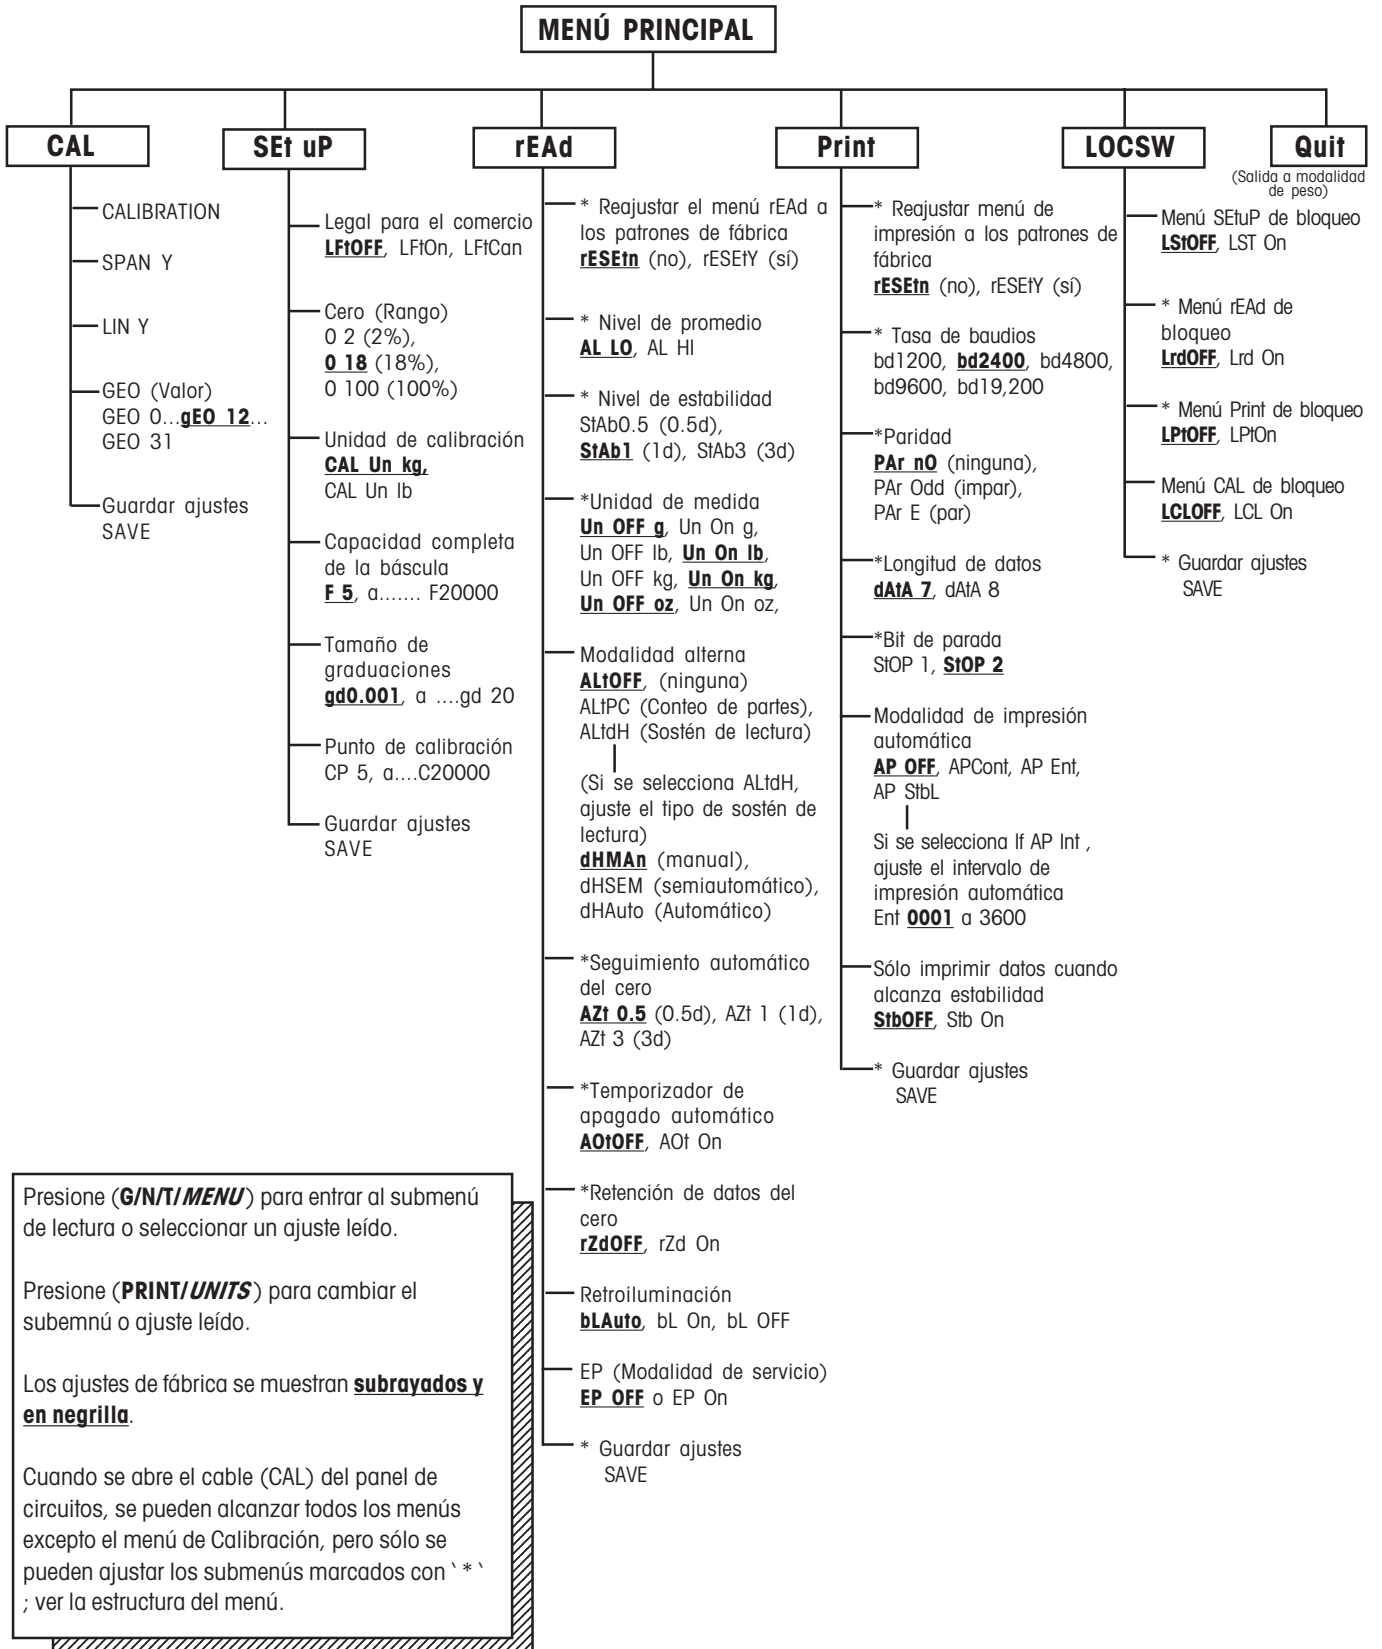 MENÚ PRINCIPAL
CAL
CALIBRATION
SPAN Y
LIN Y
GEO (Valor)
GEO 0...gEO 12...
GEO 31
Guardar ajustes
SAVE
SEt uP
Legal para el comercio
LFtOFF, LFtOn, LFtCan
Cero (Rango)
0 2 (2%),
0 18 (18%),
0 100 (100%)
Unidad de calibración
CAL Un kg,
CAL Un lb
Capacidad completa
de la báscula
F 5, a....... F20000
Tamaño de
graduaciones
gd0.001, a ....gd 20
Punto de calibración
CP 5, a....C20000
Guardar ajustes
SAVE
rEAd
* Reajustar el menú rEAd a
los patrones de fábrica
rESEtn (no), rESEtY (sí)
* Nivel de promedio
AL LO, AL HI
* Nivel de estabilidad
StAb0.5 (0.5d),
StAb1 (1d), StAb3 (3d)
*Unidad de medida
Un OFF g, Un On g,
Un OFF lb, Un On lb,
Un OFF kg, Un On kg,
Un OFF oz, Un On oz,
Modalidad alterna
ALtOFF, (ninguna)
ALtPC (Conteo de partes),
ALtdH (Sostén de lectura)
(Si se selecciona ALtdH,
ajuste el tipo de sostén de
lectura)
dHMAn (manual),
dHSEM (semiautomático),
dHAuto (Automático)
*Seguimiento automático
del cero
AZt 0.5 (0.5d), AZt 1 (1d),
AZt 3 (3d)
*Temporizador de
apagado automático
AOtOFF, AOt On
*Retención de datos del
cero
rZdOFF, rZd On
Retroiluminación
bLAuto, bL On, bL OFF
EP (Modalidad de servicio)
EP OFF o EP On
* Guardar ajustes
SAVE
Print
* Reajustar menú de
impresión a los patrones de
fábrica
rESEtn (no), rESEtY (sí)
* Tasa de baudios
bd1200, bd2400, bd4800,
bd9600, bd19,200
*Paridad
PAr nO (ninguna),
PAr Odd (impar),
PAr E (par)
*Longitud de datos
dAtA 7, dAtA 8
*Bit de parada
StOP 1, StOP 2
Modalidad de impresión
automática
AP OFF, APCont, AP Ent,
AP StbL
Si se selecciona If AP Int ,
ajuste el intervalo de
impresión automática
Ent 0001 a 3600
Sólo imprimir datos cuando
alcanza estabilidad
StbOFF, Stb On
* Guardar ajustes
SAVE
LOCSW
Menú SEtuP de bloqueo
LStOFF, LST On
* Menú rEAd de
bloqueo
LrdOFF, Lrd On
* Menú Print de bloqueo
LPtOFF, LPtOn
Menú CAL de bloqueo
LCLOFF, LCL On
* Guardar ajustes
SAVE
Quit
(Salida a modalidad
de peso)
Presione (G/N/T/MENU) para entrar al submenú
de lectura o seleccionar un ajuste leído.
Presione (PRINT/UNITS) para cambiar el
subemnú o ajuste leído.
Los ajustes de fábrica se muestran subrayados y
en negrilla.
Cuando se abre el cable (CAL) del panel de
circuitos, se pueden alcanzar todos los menús
excepto el menú de Calibración, pero sólo se
pueden ajustar los submenús marcados con ` * `
; ver la estructura del menú.